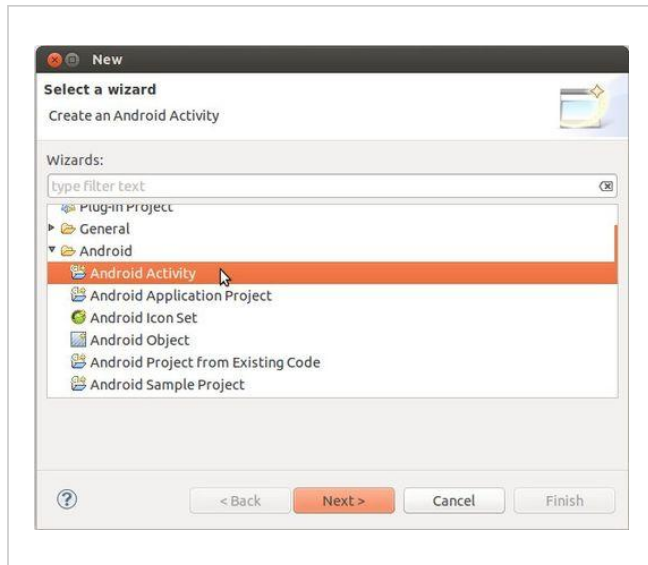 New
Select a wizard
Create an Android Activity
Wizards:
type filter text
Plug-in Project
General
Android
Android Activity
Android Application Project
Android Icon Set
Android Object
Android Project from Existing Code
Android Sample Project
? < Back Next > Cancel Finish